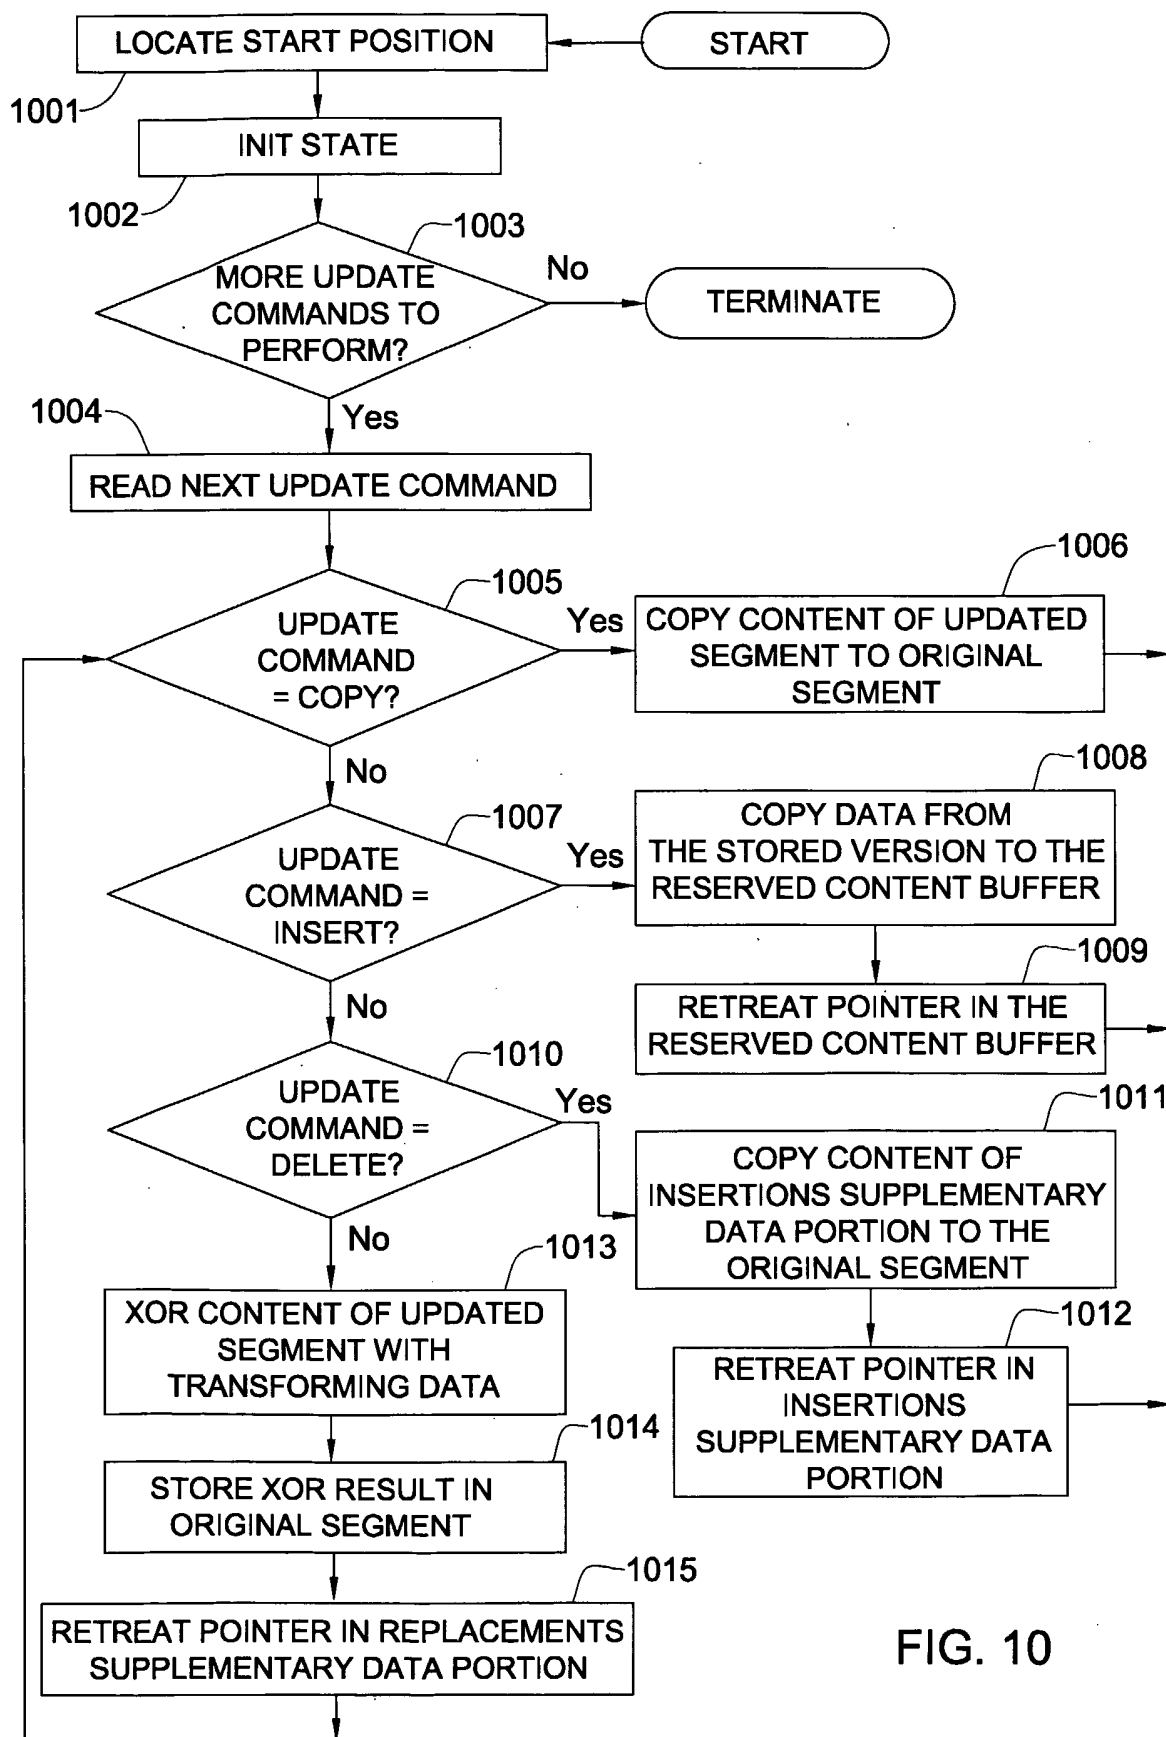 LOCATE START POSITION
START
1001
INIT STATE
1002
1003
MORE UPDATE
COMMANDS TO
PERFORM?
No
TERMINATE
Yes
1004
READ NEXT UPDATE COMMAND
1005
UPDATE
COMMAND
= COPY?
Yes
1006
COPY CONTENT OF UPDATED
SEGMENT TO ORIGINAL
SEGMENT
No
1007
UPDATE
COMMAND =
INSERT?
Yes
1008
COPY DATA FROM
THE STORED VERSION TO THE
RESERVED CONTENT BUFFER
1009
RETREAT POINTER IN THE
RESERVED CONTENT BUFFER
No
1010
UPDATE
COMMAND =
DELETE?
Yes
1011
COPY CONTENT OF
INSERTIONS SUPPLEMENTARY
DATA PORTION TO THE
ORIGINAL SEGMENT
1012
RETREAT POINTER IN
INSERTIONS
SUPPLEMENTARY DATA
PORTION
No
1013
XOR CONTENT OF UPDATED
SEGMENT WITH
TRANSFORMING DATA
1014
STORE XOR RESULT IN
ORIGINAL SEGMENT
1015
RETREAT POINTER IN REPLACEMENTS
SUPPLEMENTARY DATA PORTION
FIG. 10